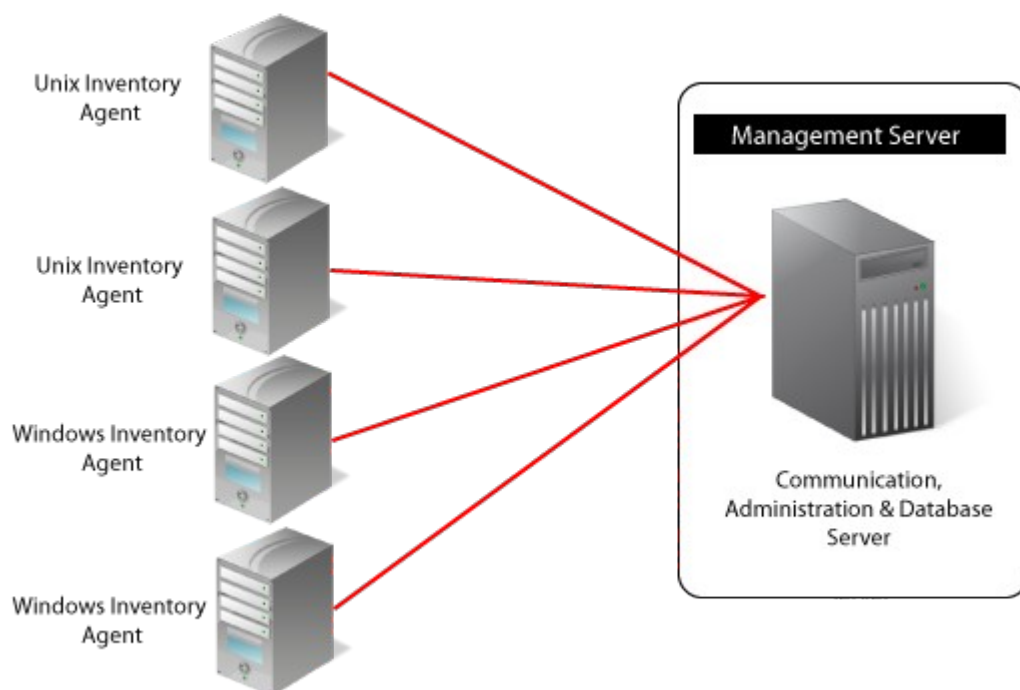 Unix Inventory
Agent
Unix Inventory
Agent
Windows Inventory
Agent
Windows Inventory
Agent
Management Server
Communication,
Administration & Database
Server